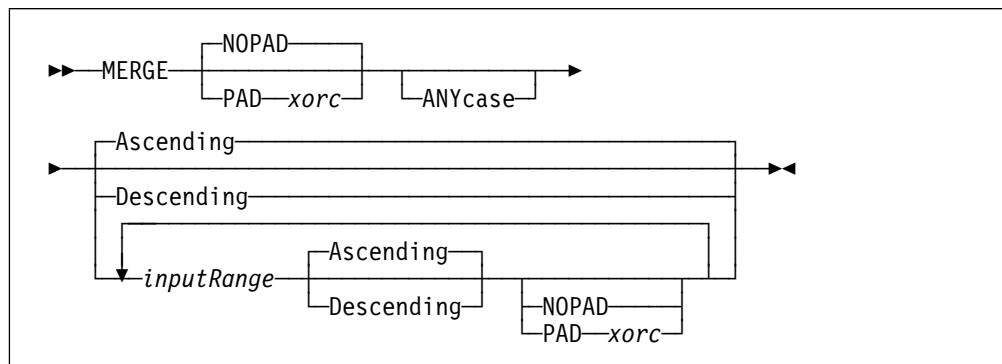 NOPAD
MERGE
PAD xorc ANYcase
Ascending
Descending
Ascending
inputRange
Descending NOPAD
PAD xorc